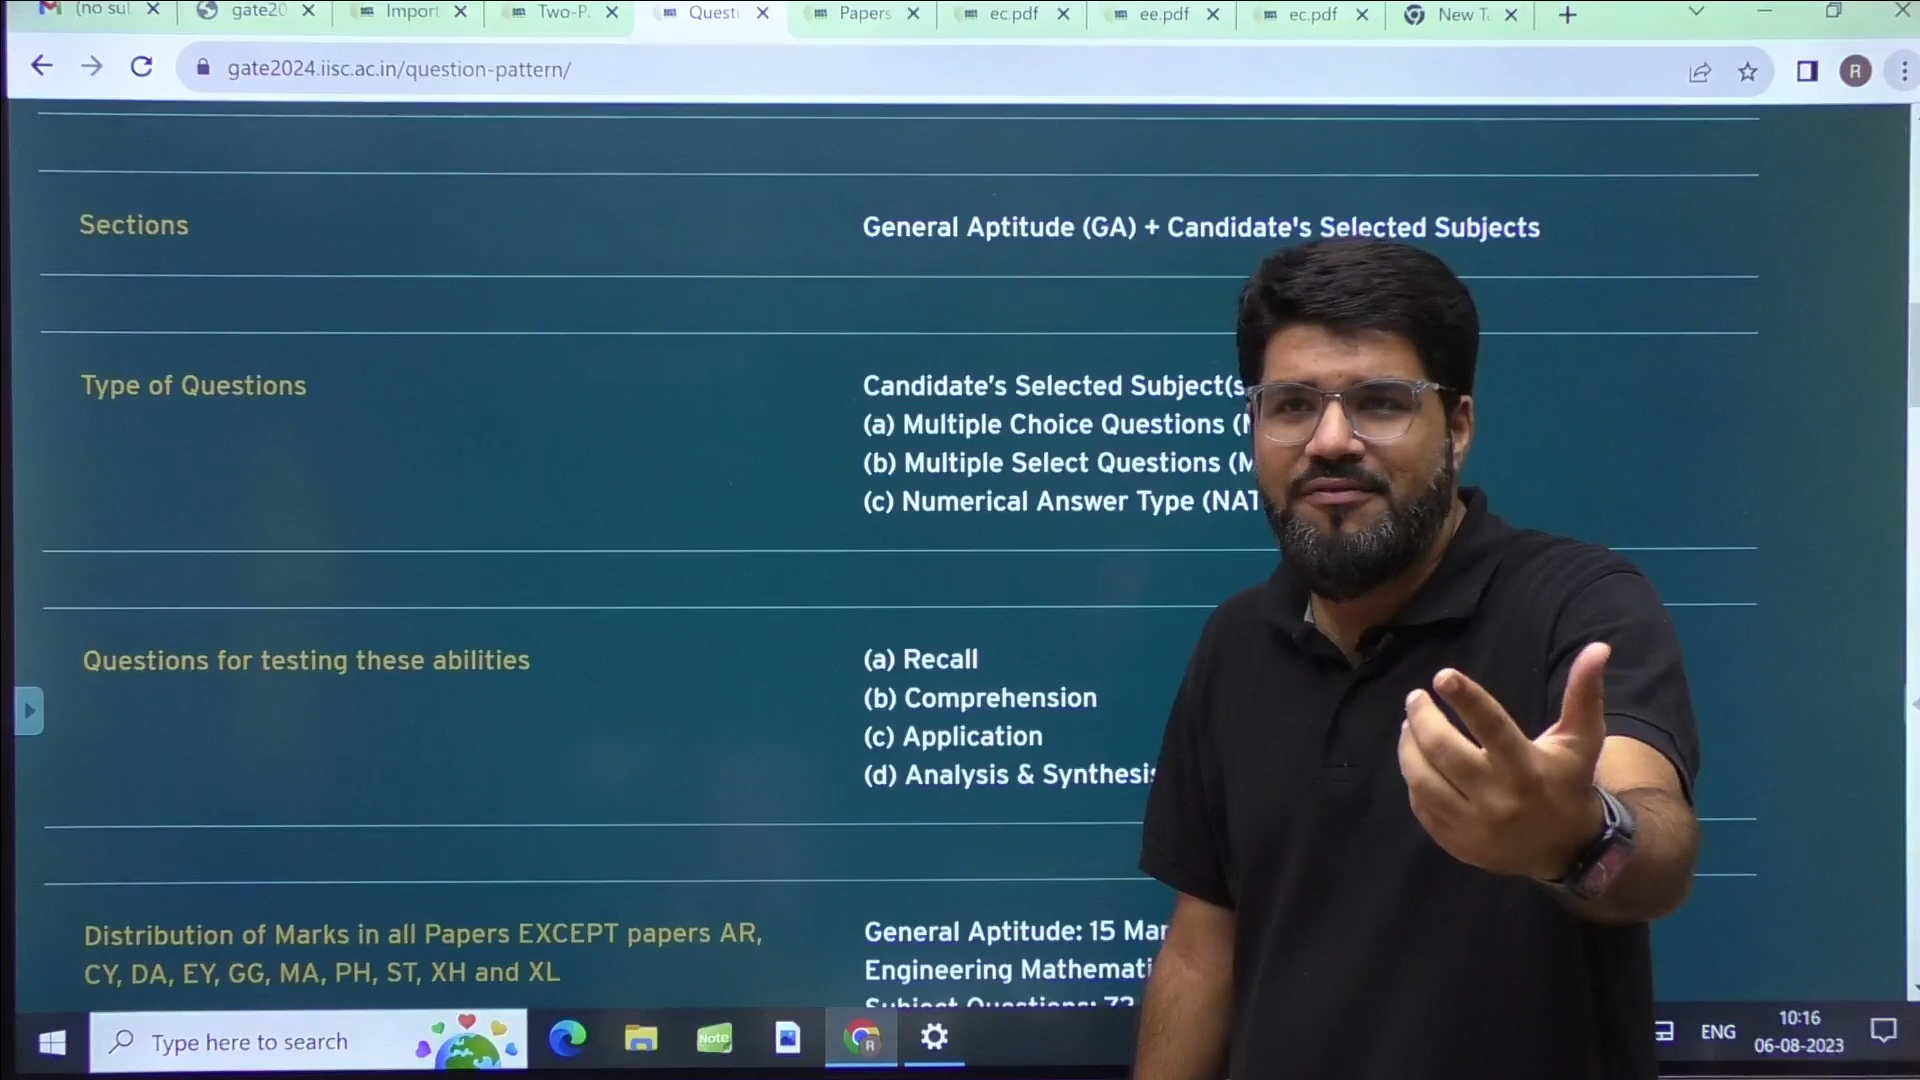 (no sul
gate20
Import
Two-P.
Questi
Papers
ec.pdf
ee.pdf
ec.pdf
New T
gate2024.iisc.ac.in/question-pattern/
R
Sections
General Aptitude (GA) + Candidate's Selected Subjects
Type of Questions
Candidate's Selected Subject(s
(a) Multiple Choice Questions (M
(b) Multiple Select Questions (M
(c) Numerical Answer Type (NAT
Questions for testing these abilities
(a) Recall
(b) Comprehension
(c) Application
(d) Analysis & Synthesis
Distribution of Marks in all Papers EXCEPT papers AR,
CY, DA, EY, GG, MA, PH, ST, XH and XL
General Aptitude: 15 Mar
Engineering Mathemati
Subject Questions: 72
Type here to search
Note
R
ENG
10:16
06-08-2023